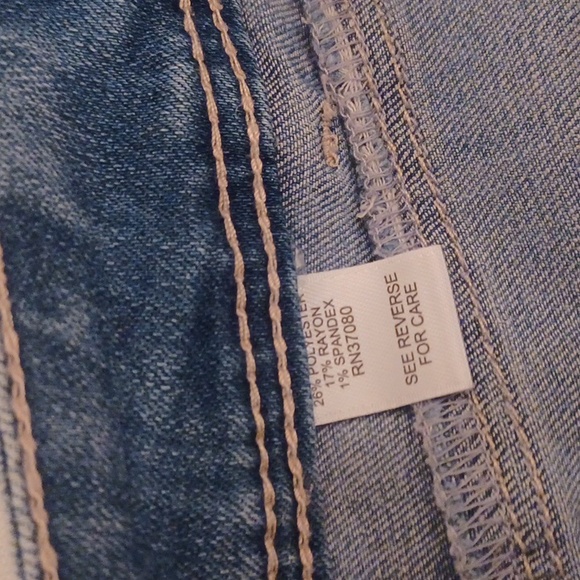 26% POLYESTER
17% RAYON
1% SPANDEX
RN37080
SEE REVERSE
FOR CARE